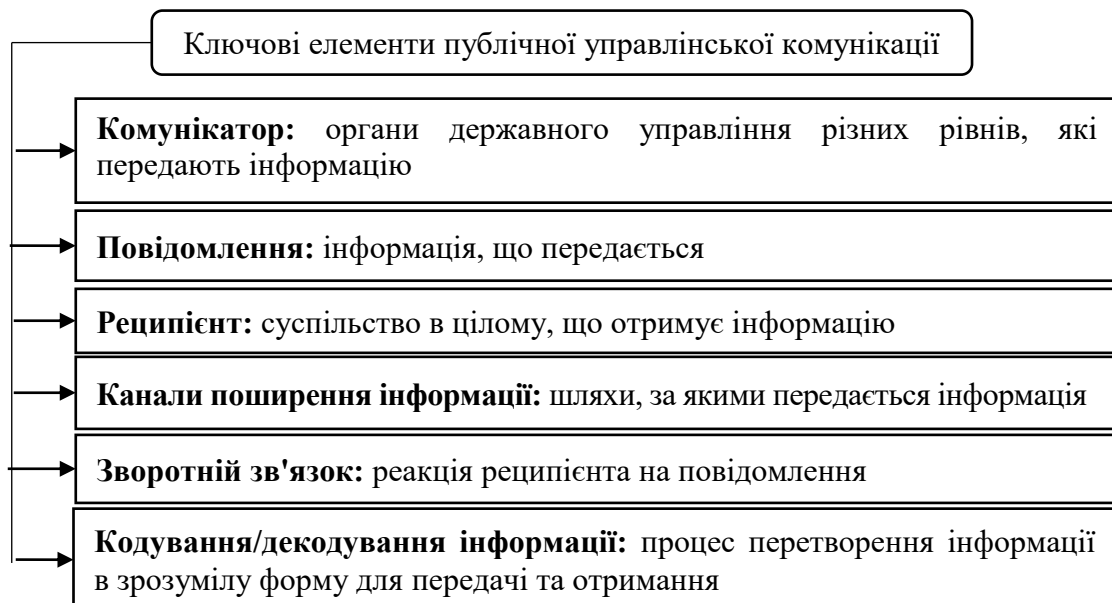 Ключові елементи публічної управлінської комунікації
Комунікатор: органи державного управління різних рівнів, які
передають інформацію
Повідомлення: інформація, що передається
Реципієнт: суспільство в цілому, що отримує інформацію
Канали поширення інформації: шляхи, за якими передається інформація
Зворотній зв'язок: реакція реципієнта на повідомлення
Кодування/декодування інформації: процес перетворення інформації
в зрозумілу форму для передачі та отримання